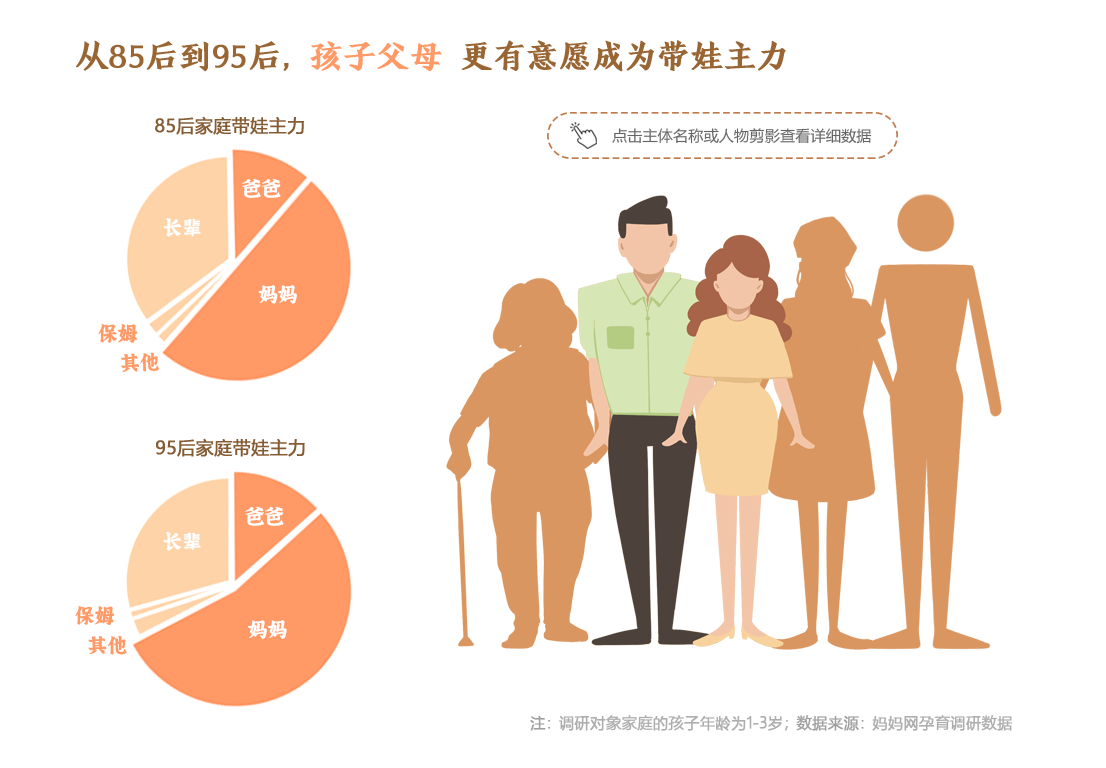 从85后到95后，孩子父母 更有意愿成为带娃主力
85后家庭带娃主力
点击主体名称或人物剪影查看详细数据
爸爸
长辈
妈妈
保姆
其他
95后家庭带娃主力
爸爸
长辈
保姆
妈妈
其他
注：调研对象家庭的孩子年龄为1-3岁；数据来源：妈妈网孕育调研数据